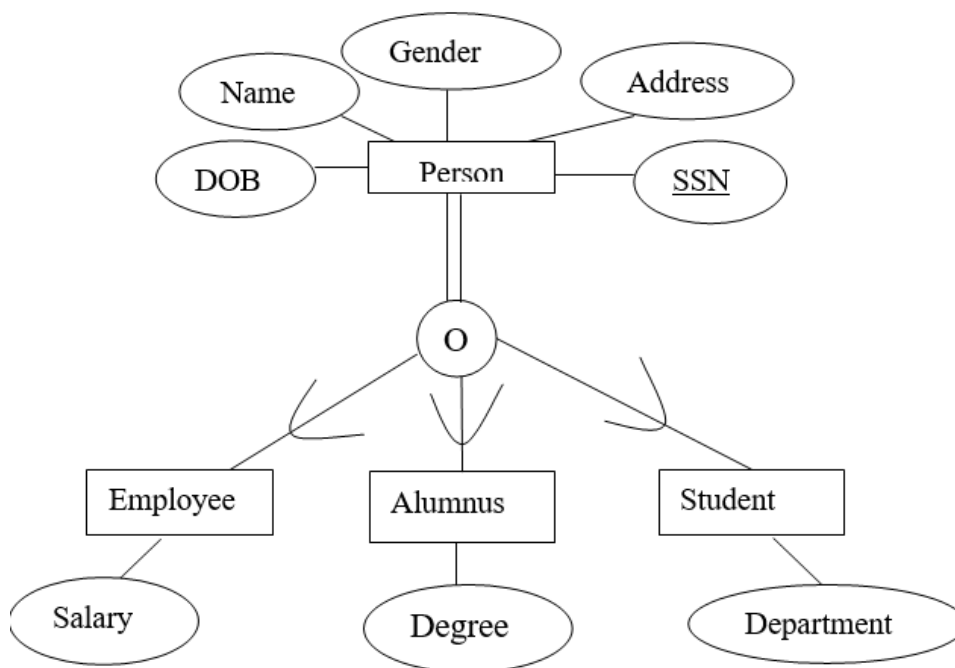 Gender
Name
Address
DOB
Person
SSN
O
Employee
Alumnus
Student
Salary
Degree
Department